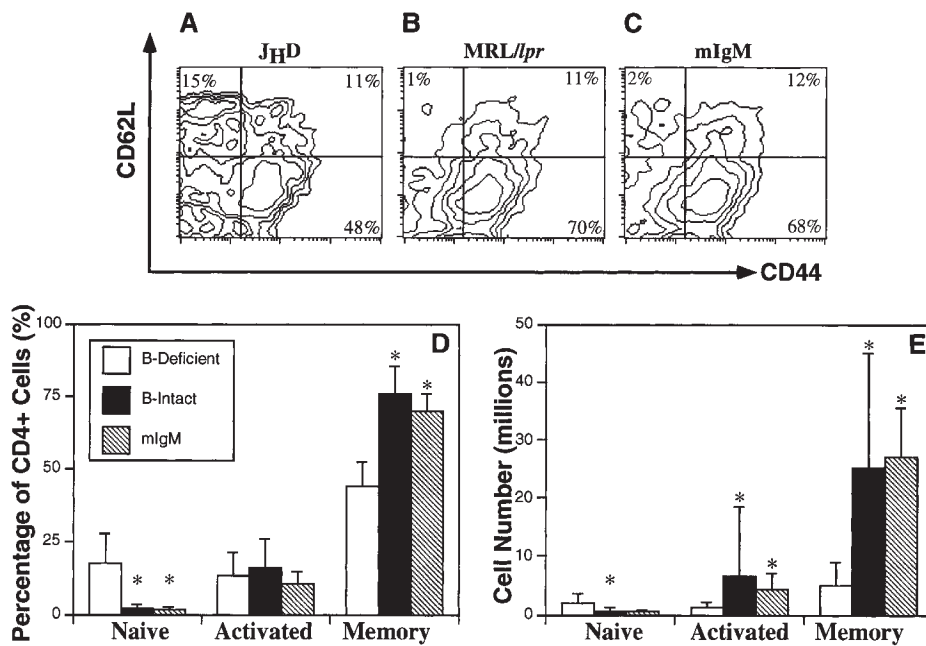 A
B
C
JHD
MRL/lpr
mIgM
15%
11%
1%
11%
2%
12%
48%
70%
68%
CD62L
CD44
Percentage of CD4+ Cells (%)
100
75
50
25
0
B-Deficient
B-Intact
mIgM
D
*
*
*
*
Naive
Activated
Memory
Cell Number (millions)
50
40
30
20
10
0
E
*
*
*
*
*
Naive
Activated
Memory